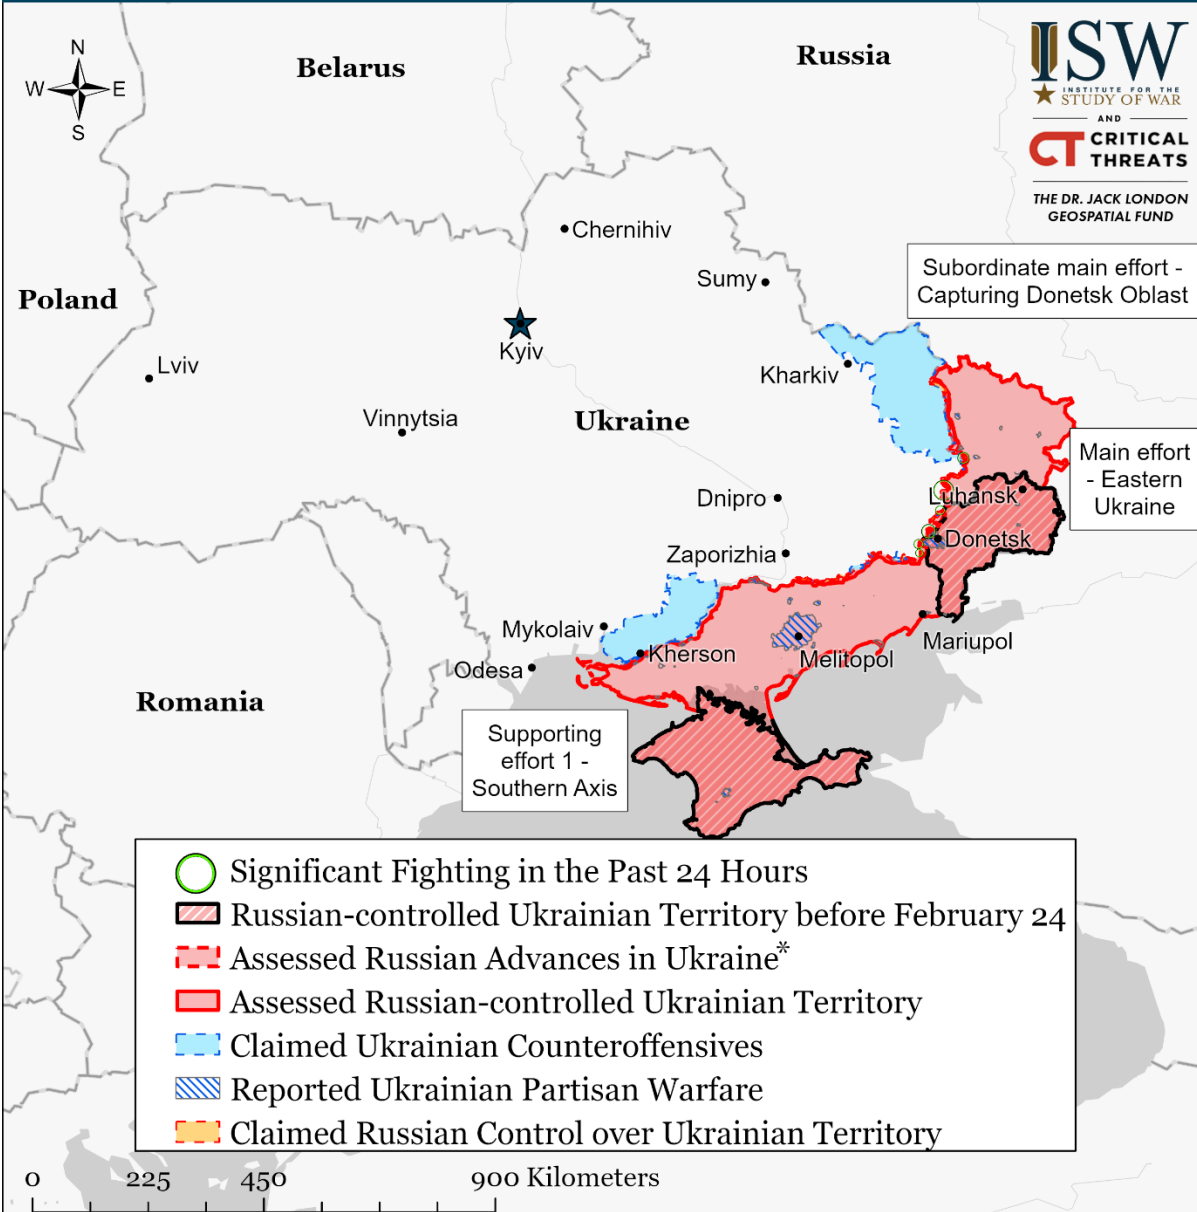 N
W E
S
Belarus
Russia
ISW
INSTITUTE FOR THE
STUDY OF WAR
AND
CT CRITICAL
THREATS
THE DR. JACK LONDON
GEOSPATIAL FUND
Chernihiv
Sumy
Subordinate main effort -
Capturing Donetsk Oblast
Poland
Kyiv
Lviv
Kharkiv
Vinnytsia
Ukraine
Main effort
- Eastern
Ukraine
Dnipro
Luhansk
Donetsk
Zaporizhia
Mykolaiv
Mariupol
Kherson
Melitopol
Odesa
Romania
Supporting
effort 1 -
Southern Axis
Significant Fighting in the Past 24 Hours
Russian-controlled Ukrainian Territory before February 24
Assessed Russian Advances in Ukraine*
Assessed Russian-controlled Ukrainian Territory
Claimed Ukrainian Counteroffensives
Reported Ukrainian Partisan Warfare
Claimed Russian Control over Ukrainian Territory
0 225 450 900 Kilometers